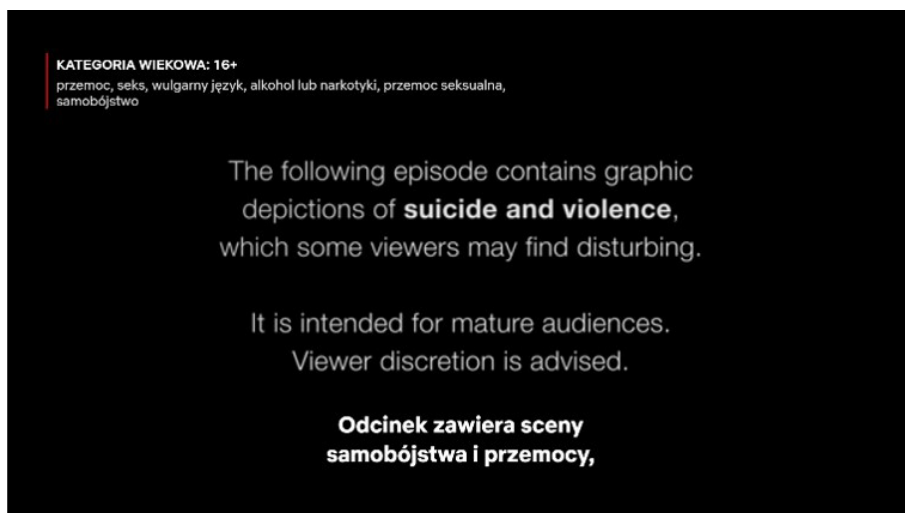 KATEGORIA WIEKOWA: 16+
przemoc, seks, wulgarny język, alkohol lub narkotyki, przemoc seksualna,
samobójstwo
The following episode contains graphic
depictions of suicide and violence,
which some viewers may find disturbing.
It is intended for mature audiences.
Viewer discretion is advised.
Odcinek zawiera sceny
samobójstwa i przemocy,